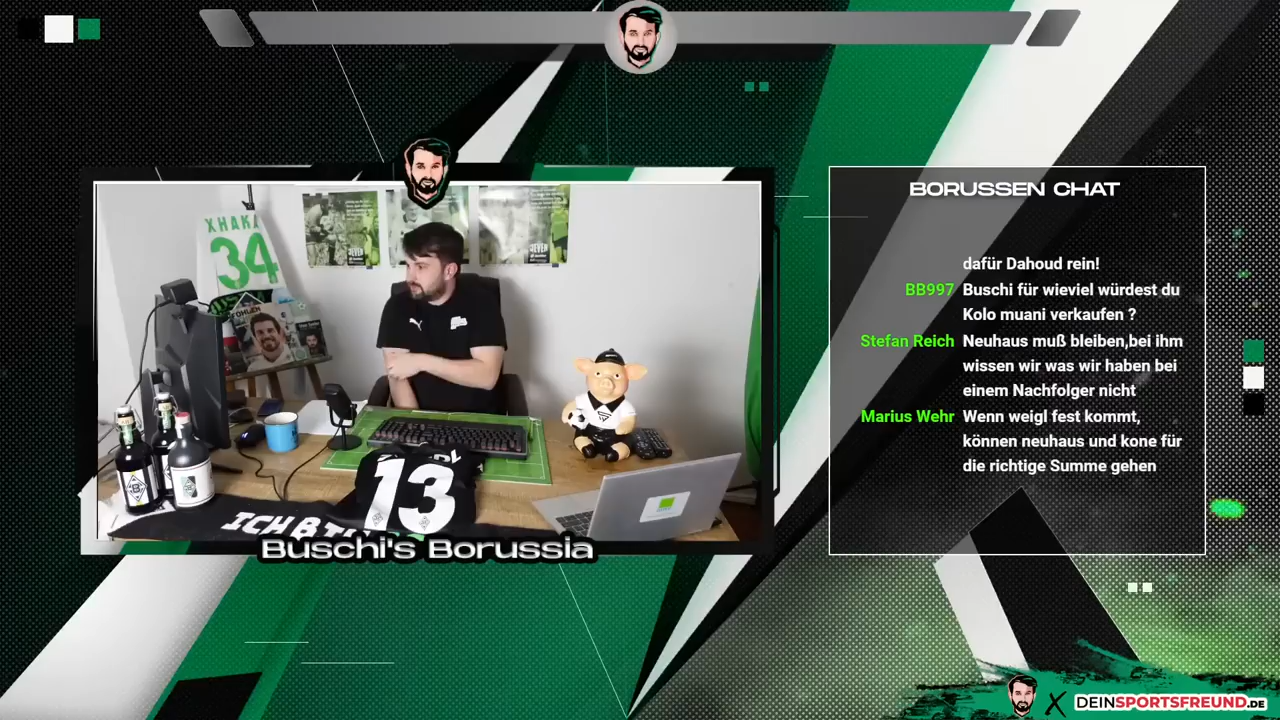 BORUSSEN CHAT
XHAKA
34
dafür Dahoud rein!
BB997 Buschi für wieviel würdest du
Kolo muani verkaufen ?
Stefan Reich Neuhaus muß bleiben,bei ihm
wissen wir was wir haben bei
einem Nachfolger nicht
Marius Wehr Wenn weigl fest kommt,
können neuhaus und kone für
die richtige Summe gehen
13
ICH BIN
Buschi's Borussia
X DEINSPORTSFREUND.DE